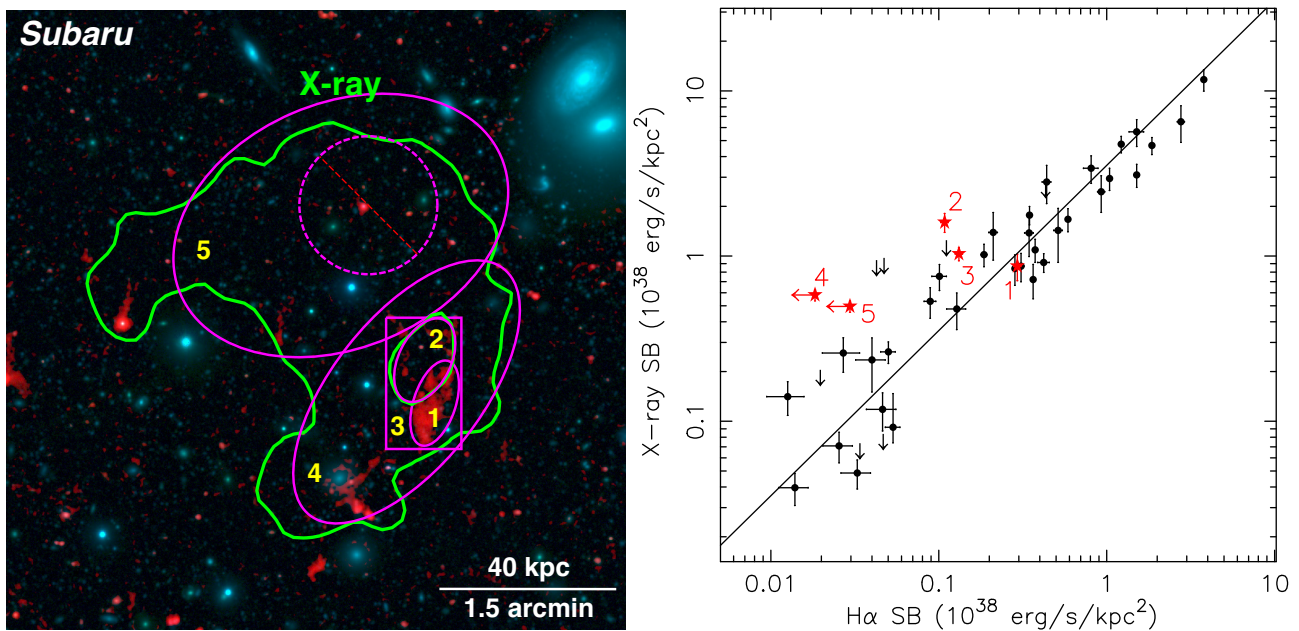 Subaru
X-ray
5
2
3
1
4
40 kpc
1.5 arcmin
X−ray SB (10³⁸ erg/s/kpc²)
10
1
0.1
2
3
1
4
5
0.01
0.1
1
10
Hα SB (10³⁸ erg/s/kpc²)